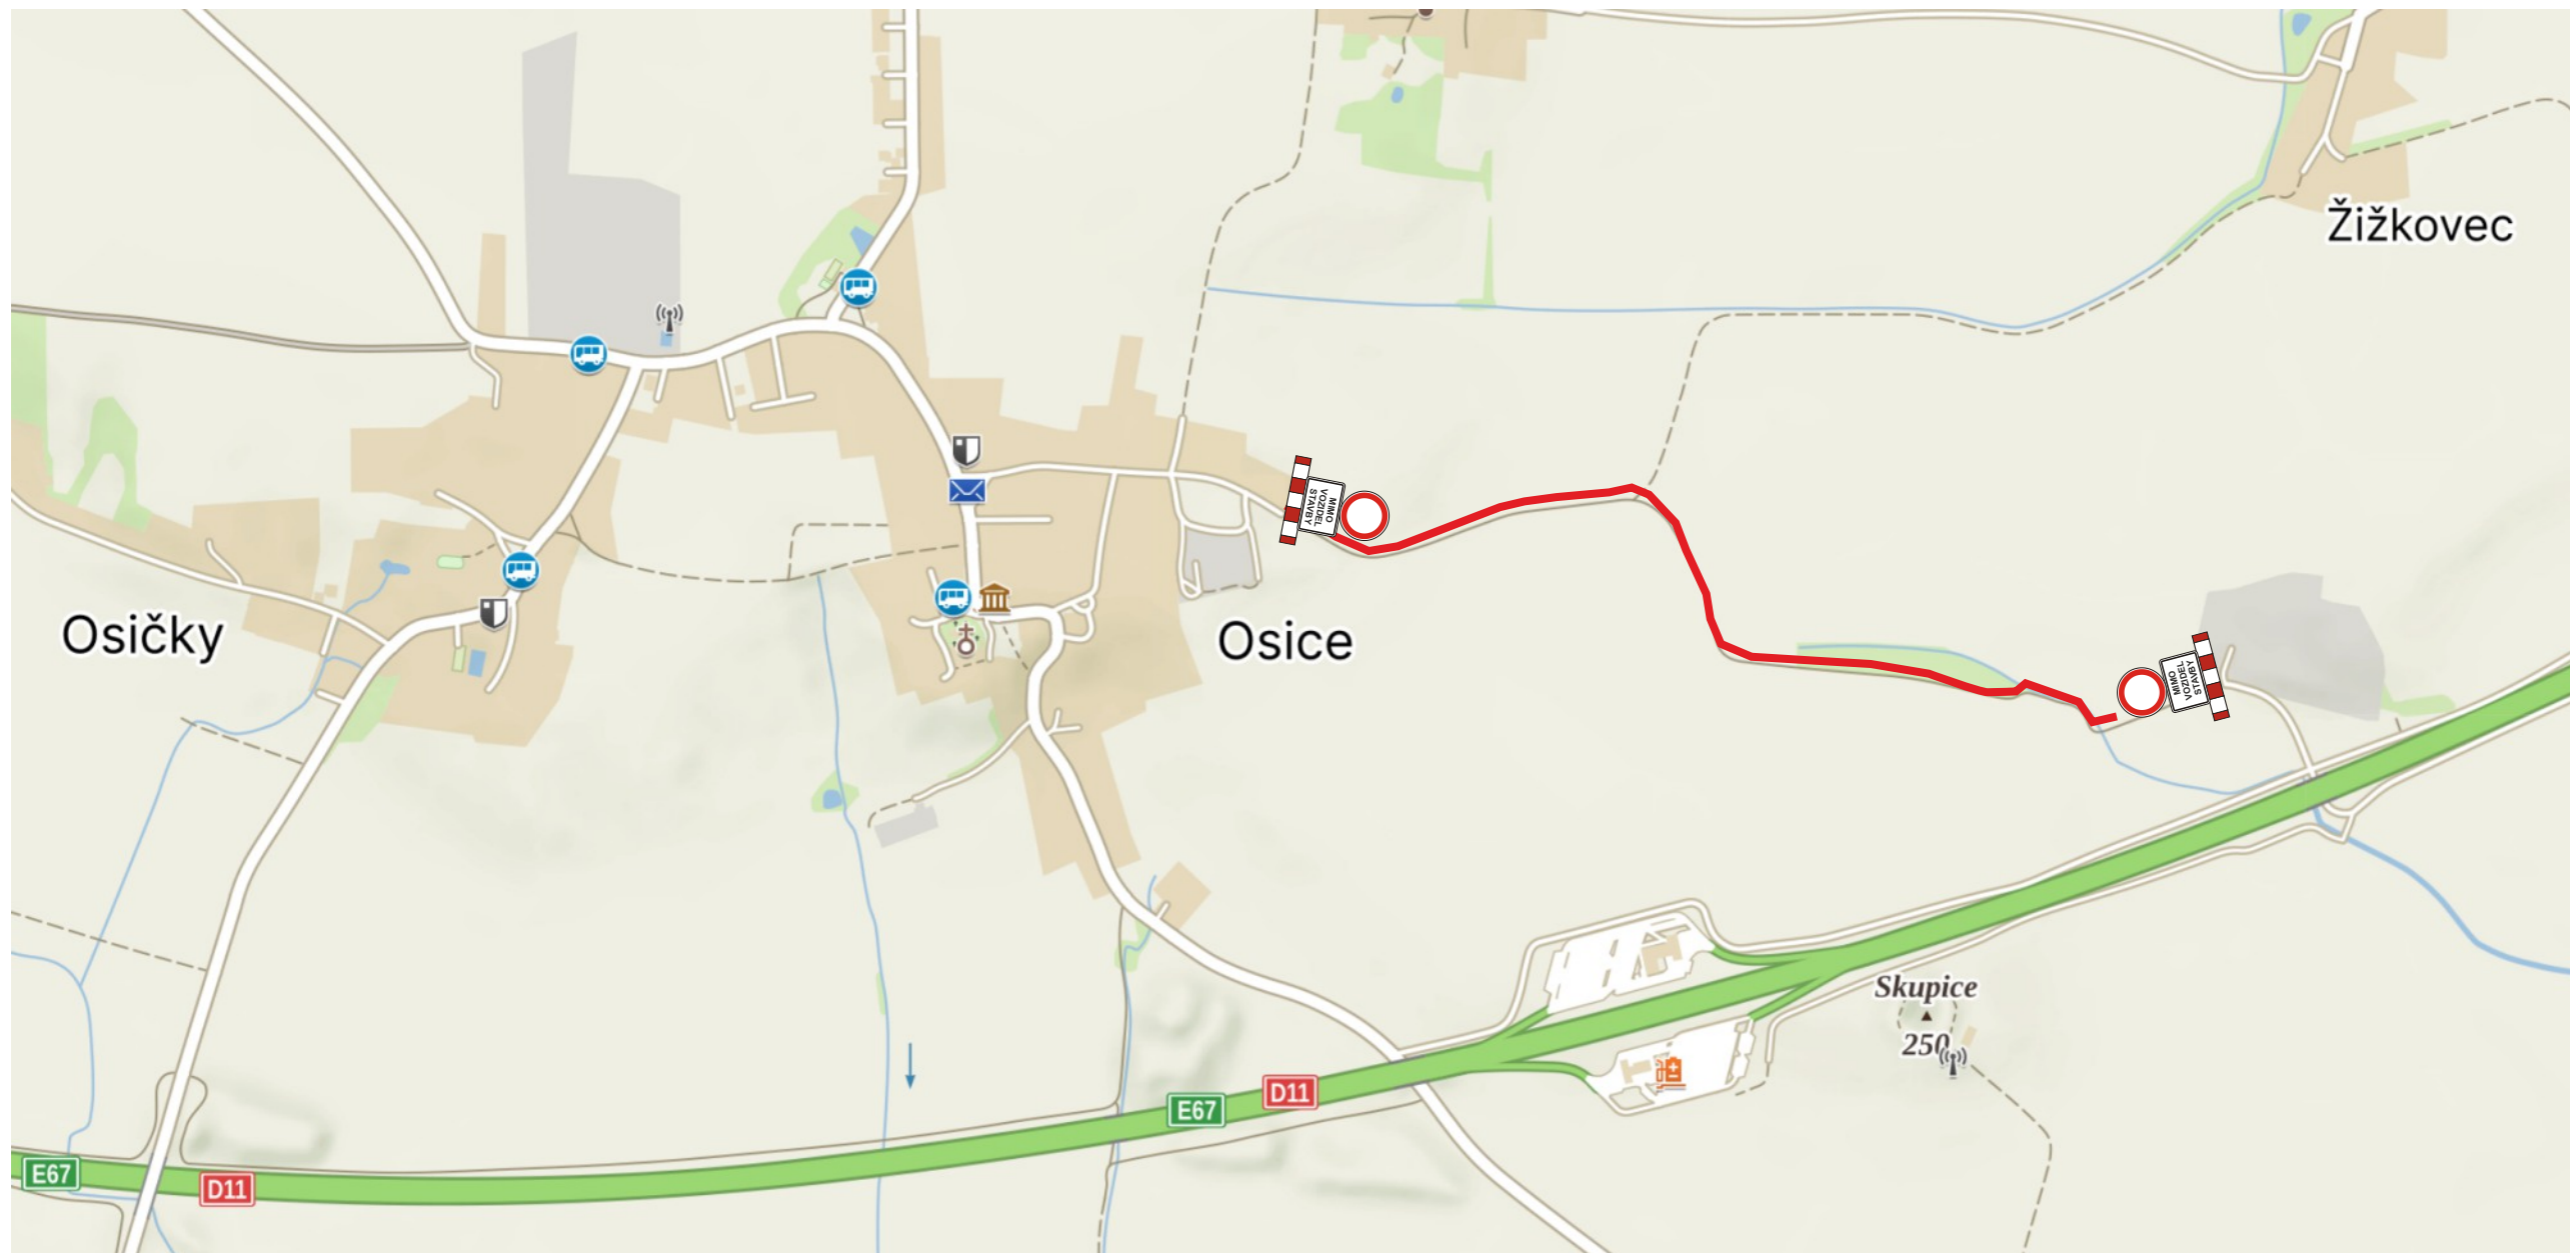 Žižkovec
MIMO
VOZIDEL
STAVBY
Osičky
Osice
MIMO
VOZIDEL
STAVBY
Skupice
250
E67
D11
E67
D11